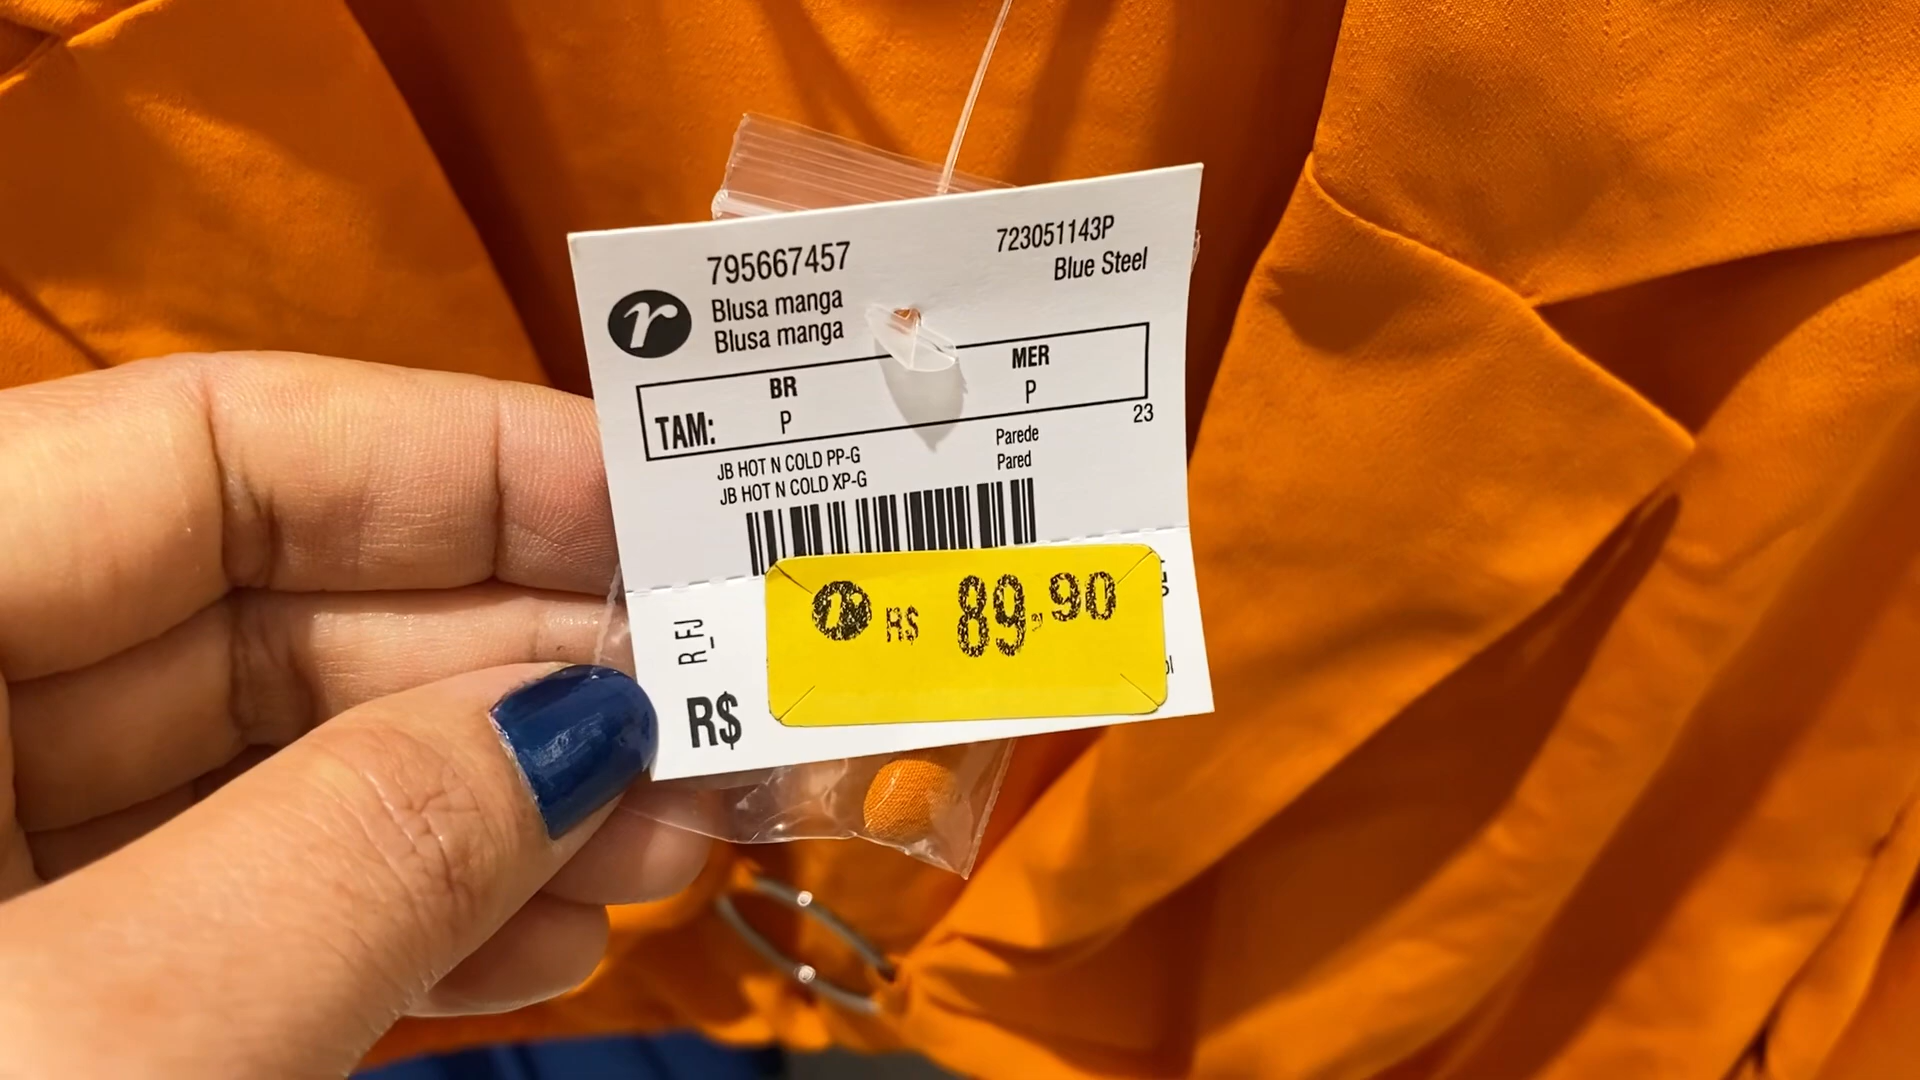 795667457
723051143P
Blue Steel
r
Blusa manga
Blusa manga
BR
MER
TAM:
P
P
23
JB HOT N COLD PP-G
JB HOT N COLD XP-G
Parede
Pared
R_FJ
R$
r
R$ 89,90